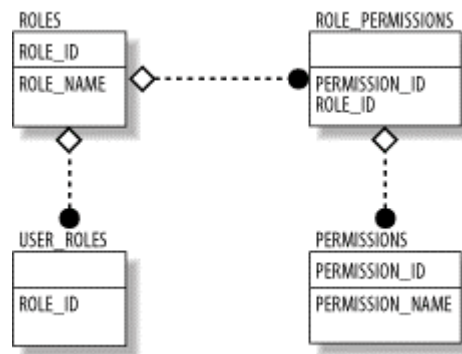 ROLES
ROLE_ID
ROLE_NAME
ROLE_PERMISSIONS
PERMISSION_ID
ROLE_ID
USER_ROLES
ROLE_ID
PERMISSIONS
PERMISSION_ID
PERMISSION_NAME